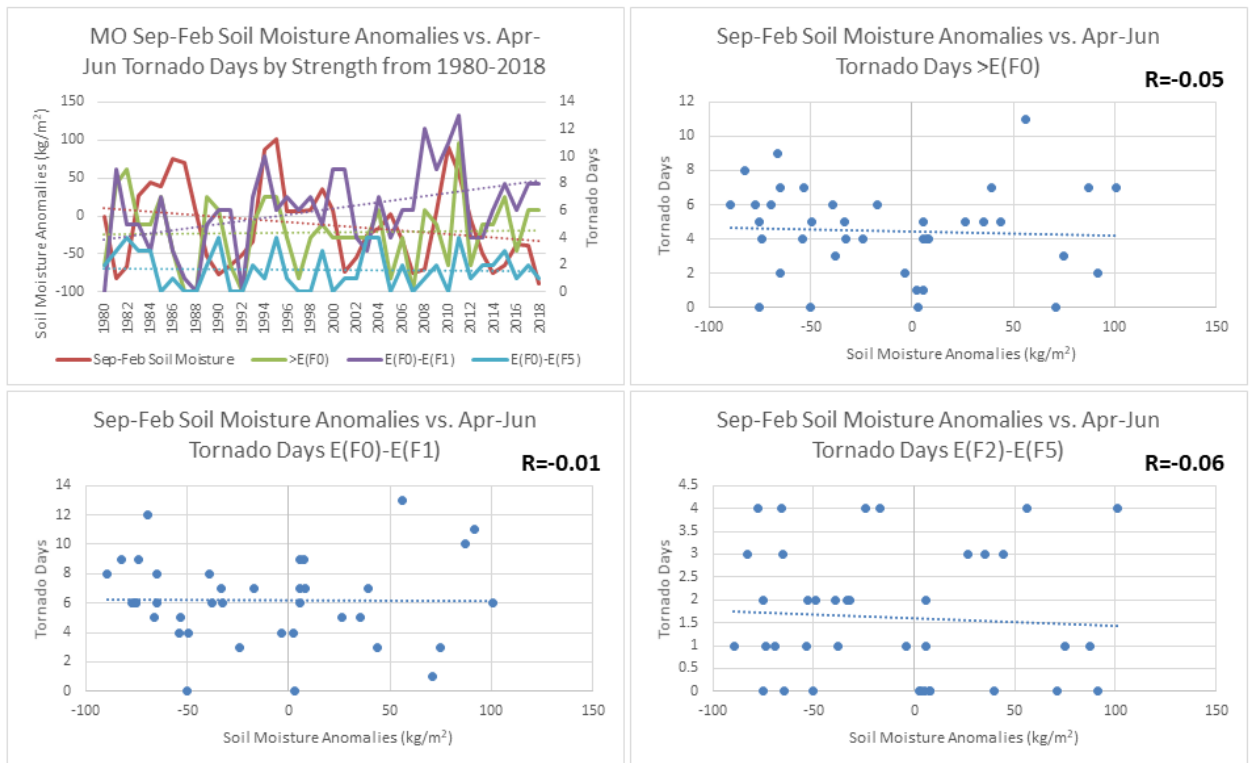 MO Sep-Feb Soil Moisture Anomalies vs. Apr-
Jun Tornado Days by Strength from 1980-2018
150
100
50
0
-50
-100
Soil Moisture Anomalies (kg/m²)
14
12
10
8
6
4
2
0
Tornado Days
1980
1982
1984
1986
1988
1990
1992
1994
1996
1998
2000
2002
2004
2006
2008
2010
2012
2014
2016
2018
Sep-Feb Soil Moisture >E(F0) E(F0)-E(F1) E(F0)-E(F5)
Sep-Feb Soil Moisture Anomalies vs. Apr-Jun
Tornado Days >E(F0)
R=-0.05
12
10
8
6
4
2
0
Tornado Days
-100 -50 0 50 100 150
Soil Moisture Anomalies (kg/m²)
Sep-Feb Soil Moisture Anomalies vs. Apr-Jun
Tornado Days E(F0)-E(F1)
R=-0.01
14
12
10
8
6
4
2
0
Tornado Days
-100 -50 0 50 100 150
Soil Moisture Anomalies (kg/m²)
Sep-Feb Soil Moisture Anomalies vs. Apr-Jun
Tornado Days E(F2)-E(F5)
R=-0.06
4.5
4
3.5
3
2.5
2
1.5
1
0.5
0
Tornado Days
-100 -50 0 50 100 150
Soil Moisture Anomalies (kg/m²)